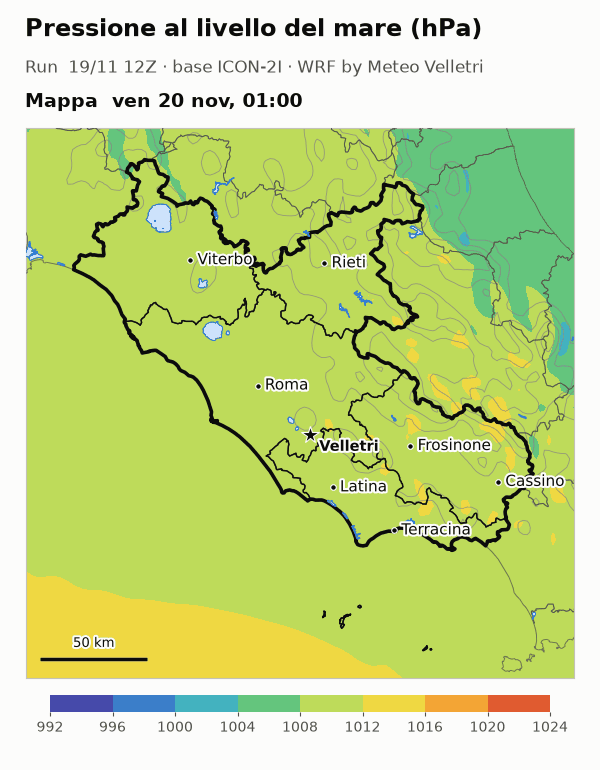 Pressione al livello del mare (hPa)
Run  19/11 12Z · base ICON-2I · WRF by Meteo Velletri
Mappa  ven 20 nov, 01:00
Viterbo
Rieti
Roma
Velletri
Frosinone
Latina
Cassino
Terracina
50 km
992 996 1000 1004 1008 1012 1016 1020 1024